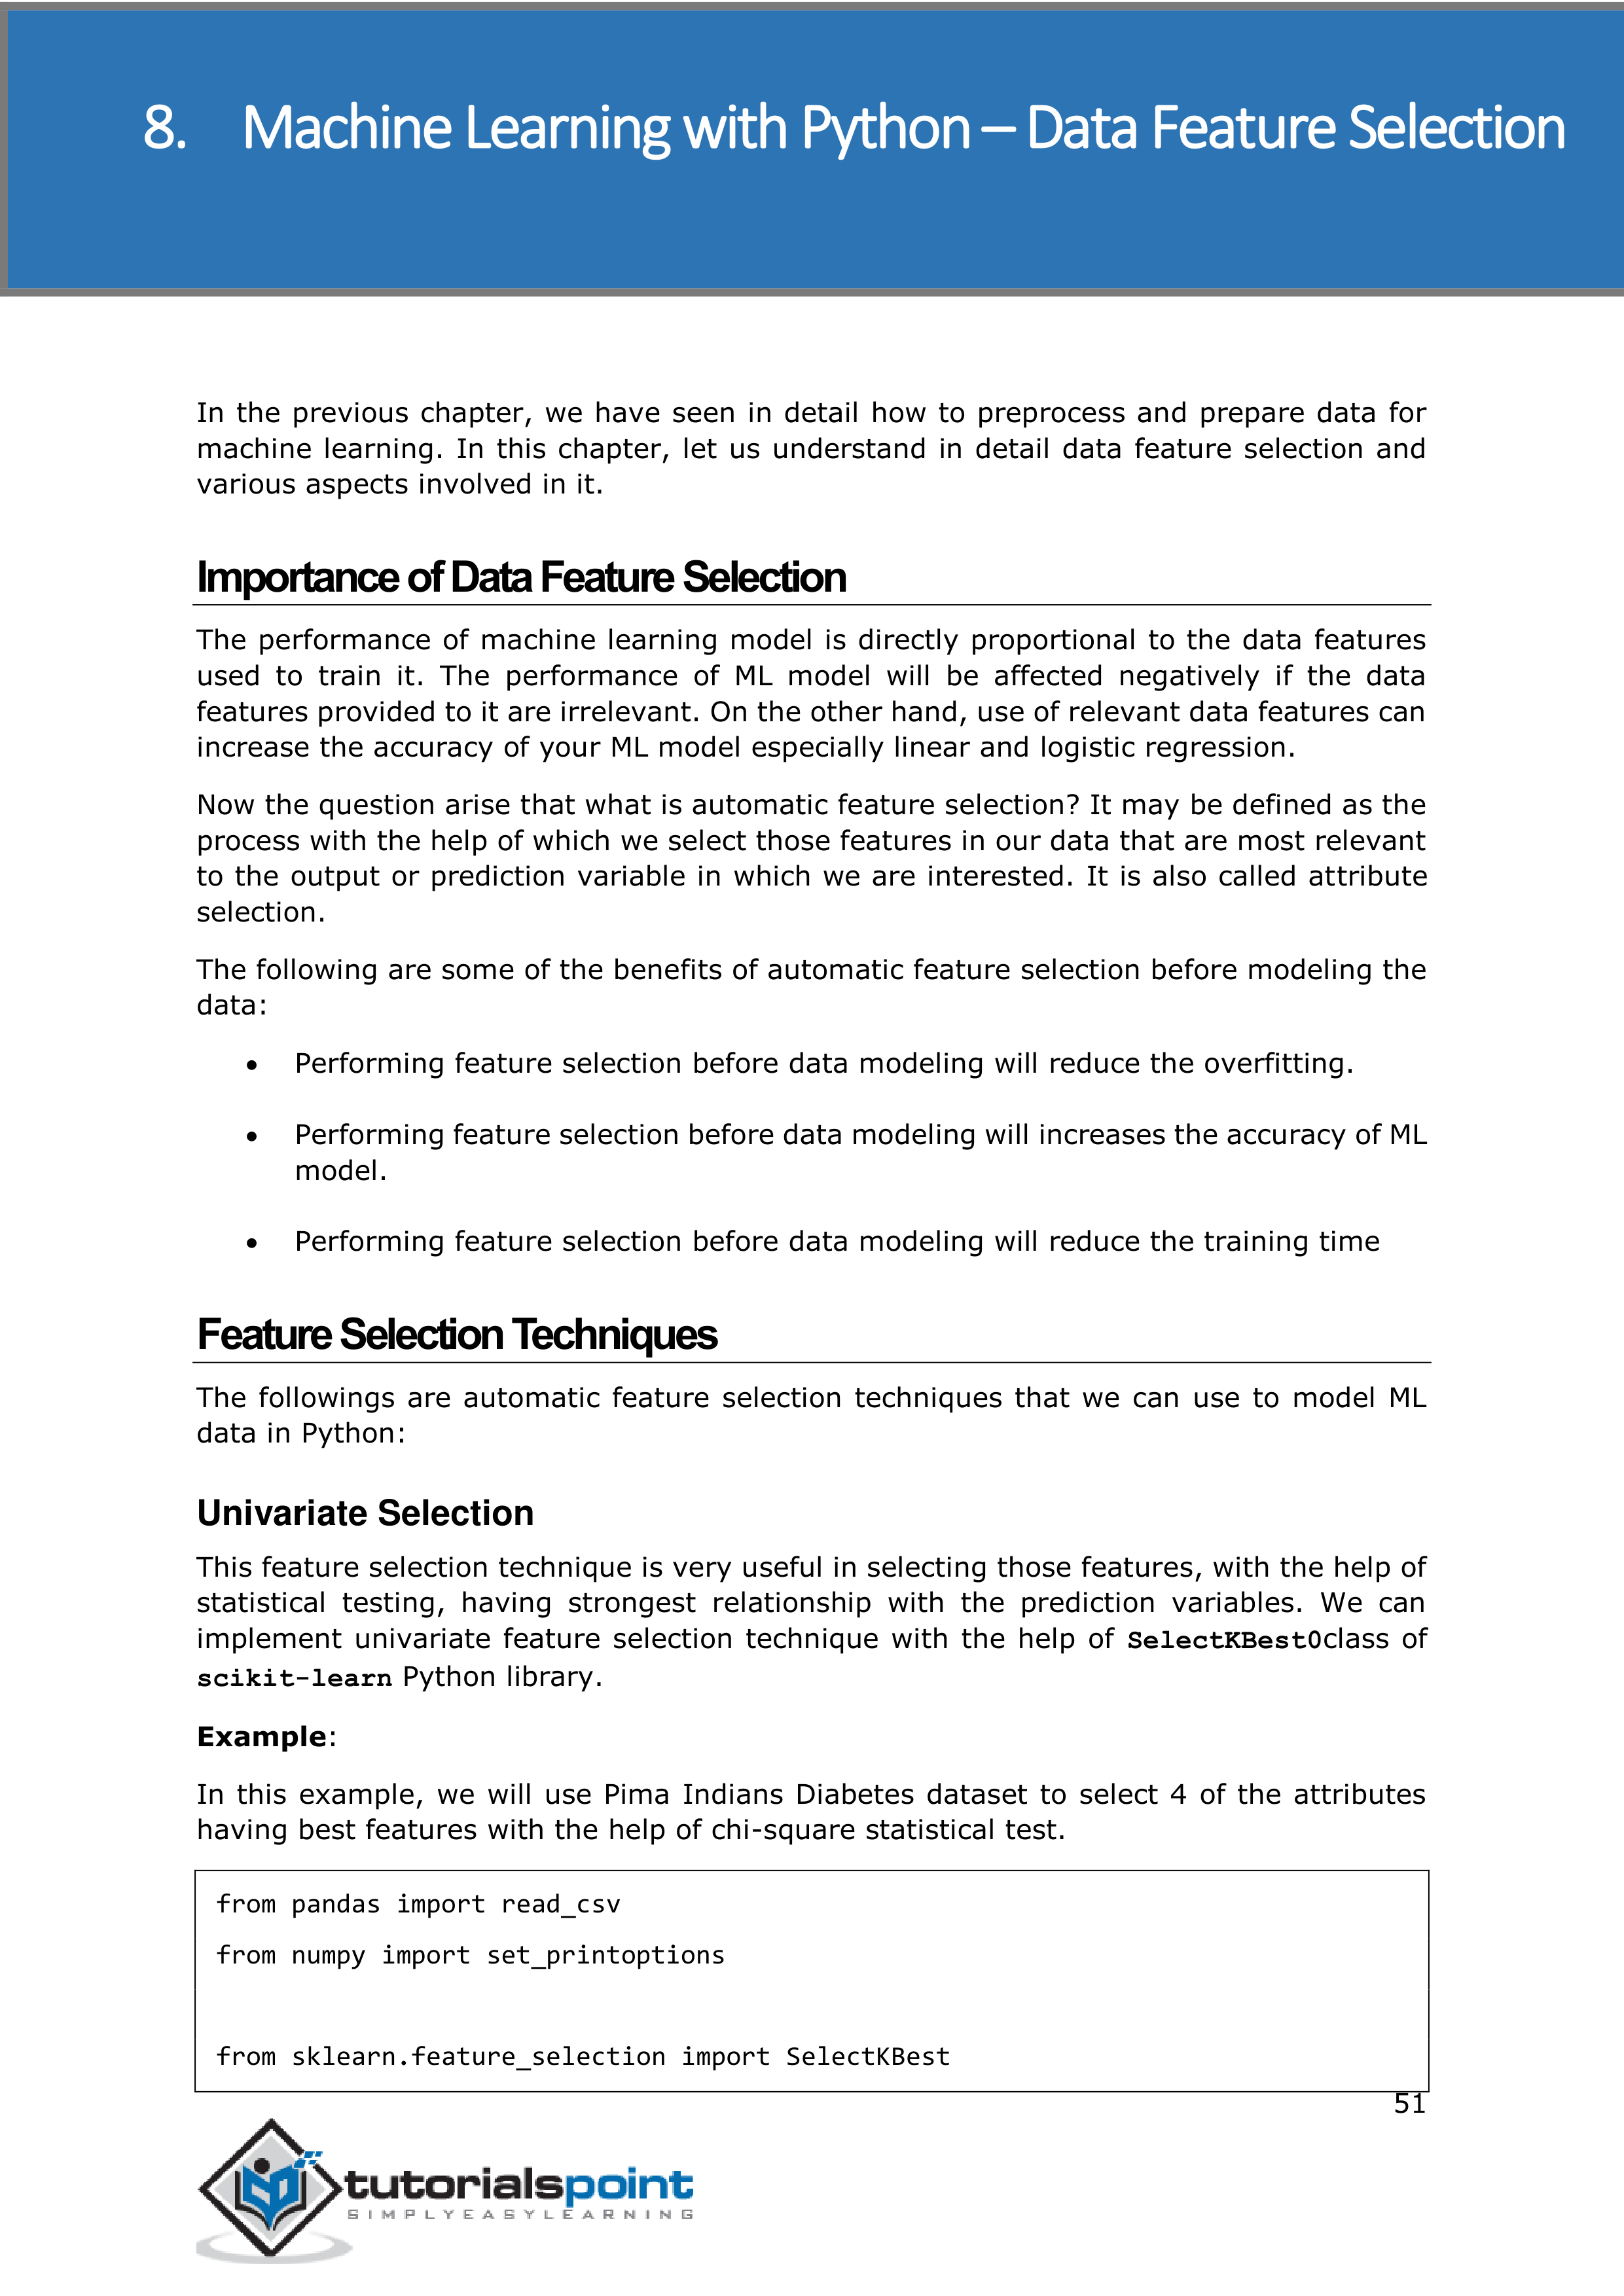 8. Machine Learning with Python – Data Feature Selection
In the previous chapter, we have seen in detail how to preprocess and prepare data for
machine learning. In this chapter, let us understand in detail data feature selection and
various aspects involved in it.
Importance of Data Feature Selection
The performance of machine learning model is directly proportional to the data features
used to train it. The performance of ML model will be affected negatively if the data
features provided to it are irrelevant. On the other hand, use of relevant data features can
increase the accuracy of your ML model especially linear and logistic regression.
Now the question arise that what is automatic feature selection? It may be defined as the
process with the help of which we select those features in our data that are most relevant
to the output or prediction variable in which we are interested. It is also called attribute
selection.
The following are some of the benefits of automatic feature selection before modeling the
data:
• Performing feature selection before data modeling will reduce the overfitting.
• Performing feature selection before data modeling will increases the accuracy of ML
model.
• Performing feature selection before data modeling will reduce the training time
Feature Selection Techniques
The followings are automatic feature selection techniques that we can use to model ML
data in Python:
Univariate Selection
This feature selection technique is very useful in selecting those features, with the help of
statistical testing, having strongest relationship with the prediction variables. We can
implement univariate feature selection technique with the help of SelectKBest0class of
scikit-learn Python library.
Example:
In this example, we will use Pima Indians Diabetes dataset to select 4 of the attributes
having best features with the help of chi-square statistical test.
from pandas import read_csv
from numpy import set_printoptions
from sklearn.feature_selection import SelectKBest
51
tutorialspoint
SIMPLYEASYLEARNING